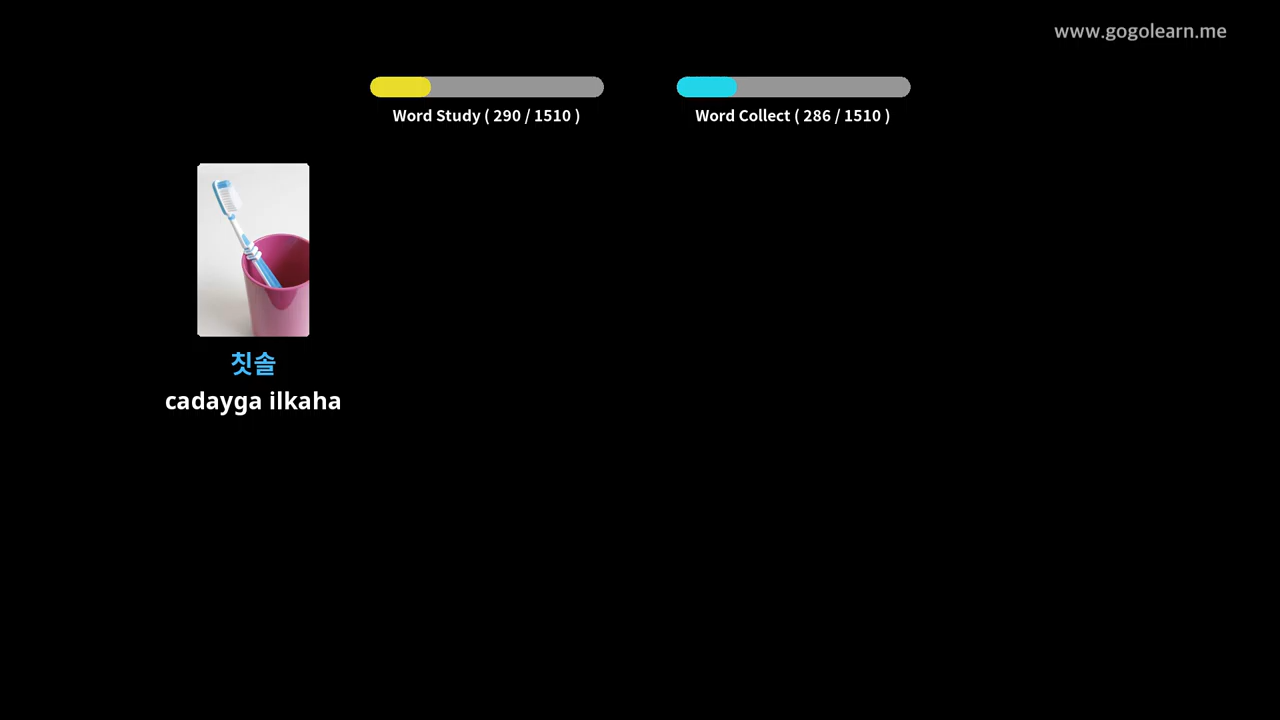 www.gogolearn.me
Word Study ( 290 / 1510 )
Word Collect ( 286 / 1510 )
칫솔
cadayga ilkaha